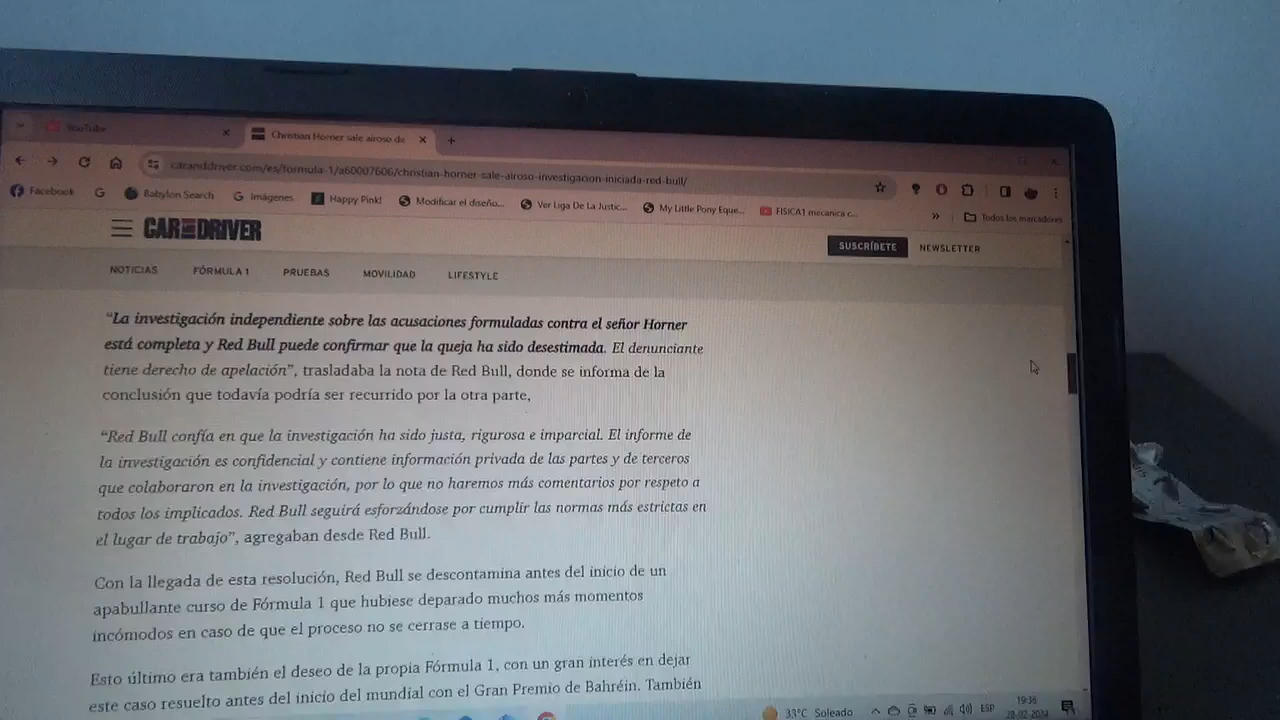 YouTube
Christian Horner sale airoso de
caranddriver.com/es/formula-1/a60007606/christian-horner-sale-airoso-investigacion-iniciada-red-bull/
Facebook
Babylon Search
Imágenes
Happy Pink!
Modificar el diseño...
Ver Liga De La Justic...
My Little Pony Eque...
FISICA1 mecanica c...
»
Todos los marcadores
CAR AND DRIVER
SUSCRÍBETE
NEWSLETTER
NOTICIAS FÓRMULA 1 PRUEBAS MOVILIDAD LIFESTYLE
“La investigación independiente sobre las acusaciones formuladas contra el señor Horner
está completa y Red Bull puede confirmar que la queja ha sido desestimada. El denunciante
tiene derecho de apelación”, trasladaba la nota de Red Bull, donde se informa de la
conclusión que todavía podría ser recurrido por la otra parte,
“Red Bull confía en que la investigación ha sido justa, rigurosa e imparcial. El informe de
la investigación es confidencial y contiene información privada de las partes y de terceros
que colaboraron en la investigación, por lo que no haremos más comentarios por respeto a
todos los implicados. Red Bull seguirá esforzándose por cumplir las normas más estrictas en
el lugar de trabajo”, agregaban desde Red Bull.
Con la llegada de esta resolución, Red Bull se descontamina antes del inicio de un
apabullante curso de Fórmula 1 que hubiese deparado muchos más momentos
incómodos en caso de que el proceso no se cerrase a tiempo.
Esto último era también el deseo de la propia Fórmula 1, con un gran interés en dejar
este caso resuelto antes del inicio del mundial con el Gran Premio de Bahréin. También
33°C Soleado
ESP
19:36
28-02-2024